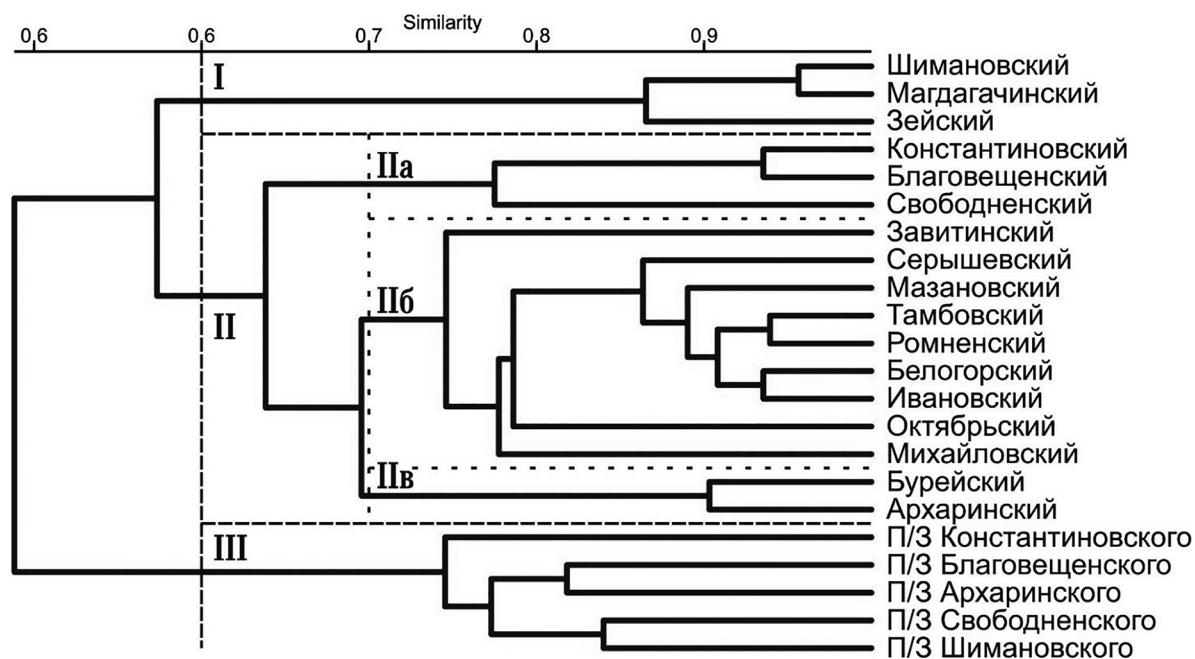 Similarity
0,6 0,6 0,7 0,8 0,9
I
Шимановский
Магдагачинский
Зейский
IIа
Константиновский
Благовещенский
Свободненский
Завитинский
Серышевский
IIб
Мазановский
II
Тамбовский
Ромненский
Белогорский
Ивановский
Октябрьский
Михайловский
IIв
Бурейский
Архаринский
III
П/З Константиновского
П/З Благовещенского
П/З Архаринского
П/З Свободненского
П/З Шимановского